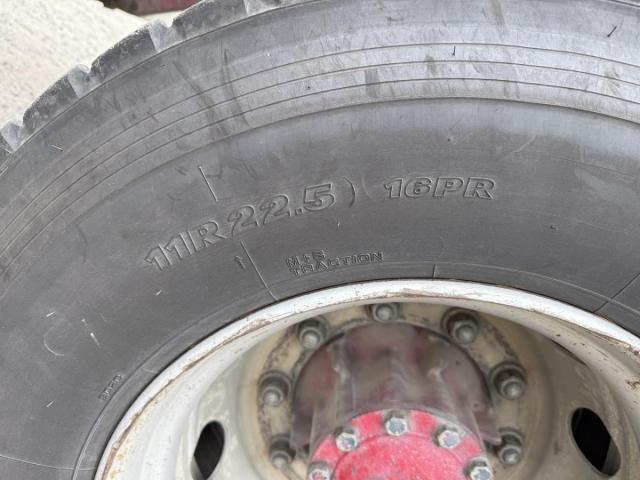 11R22.5 16PR
M+S
TRACTION